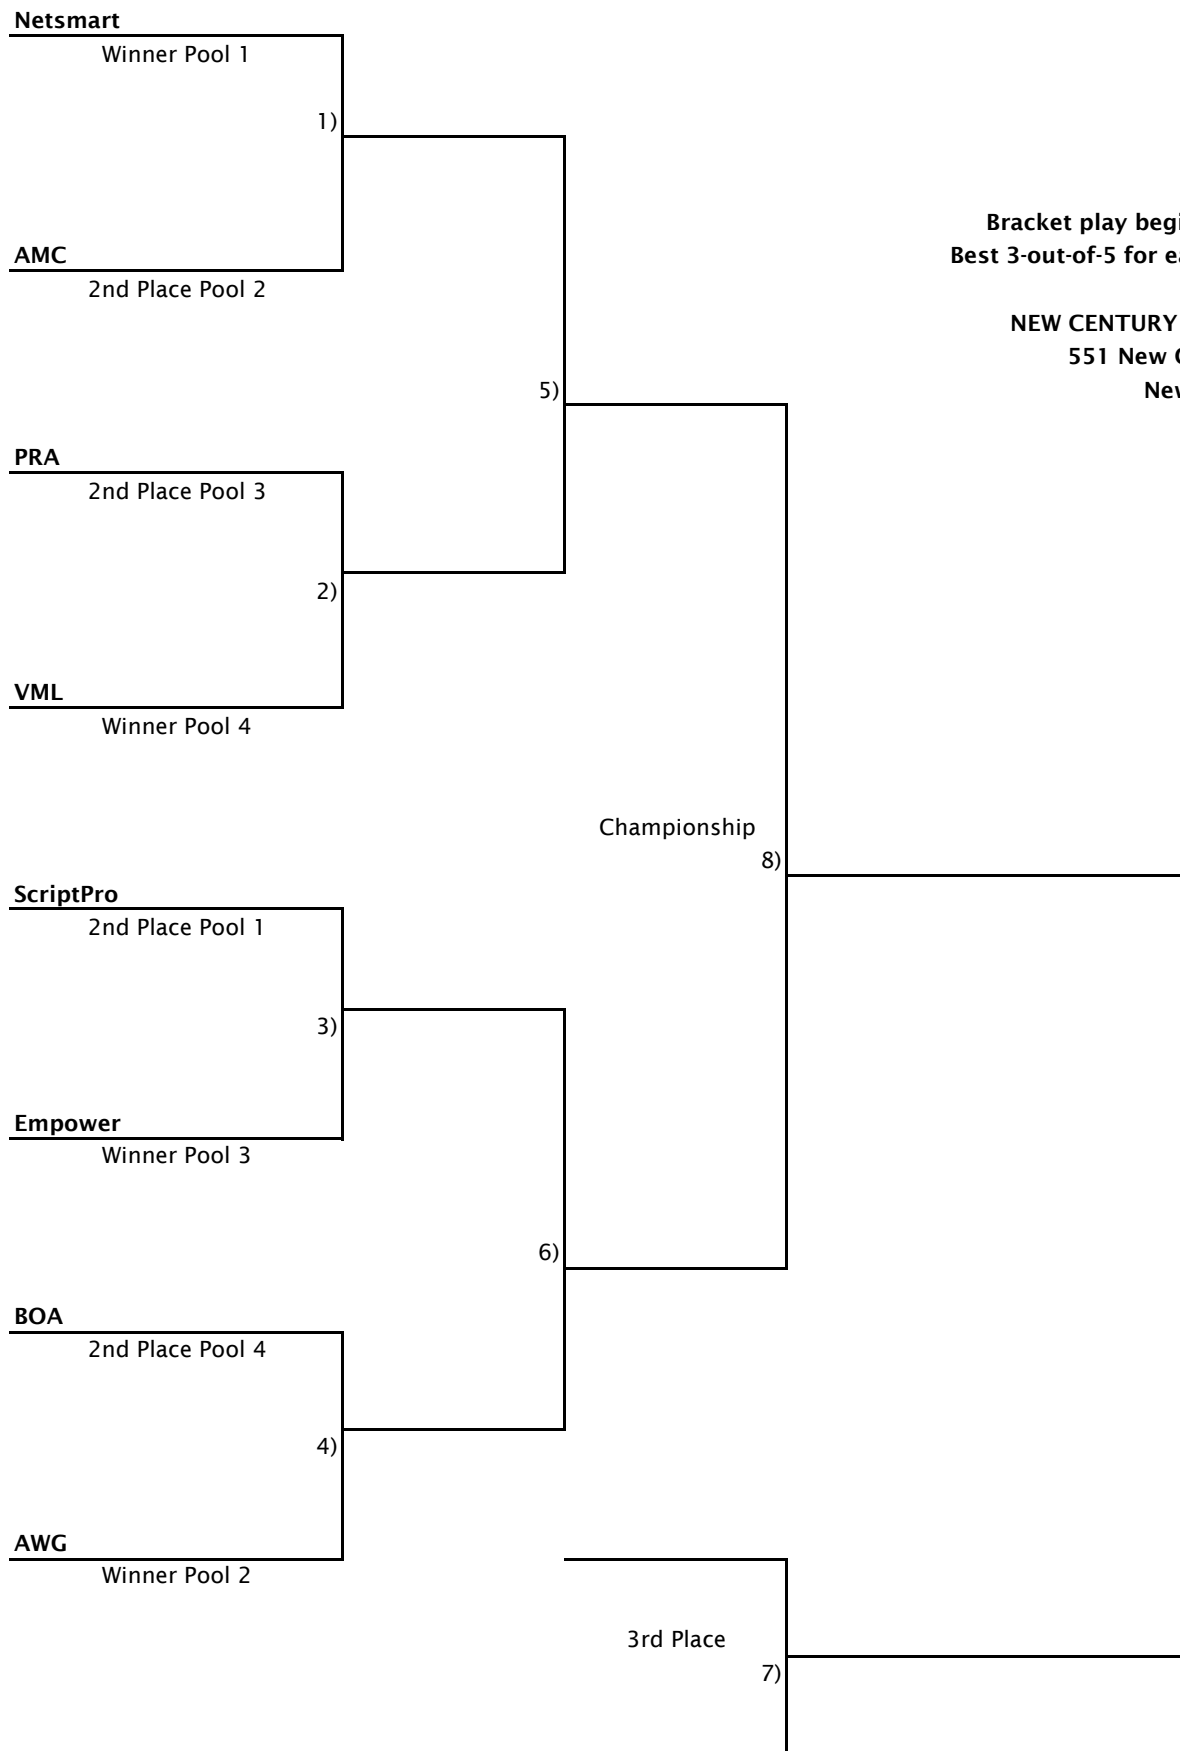 Netsmart
Winner Pool 1
1)
Bracket play
AMC
Best 3-out-of-5 for
2nd Place Pool 2
NEW CENTURY
551 New
5)
PRA
2nd Place Pool 3
2)
VML
Winner Pool 4
Championship
8)
ScriptPro
2nd Place Pool 1
3)
Empower
Winner Pool 3
6)
BOA
2nd Place Pool 4
4)
AWG
Winner Pool 2
3rd Place
7)